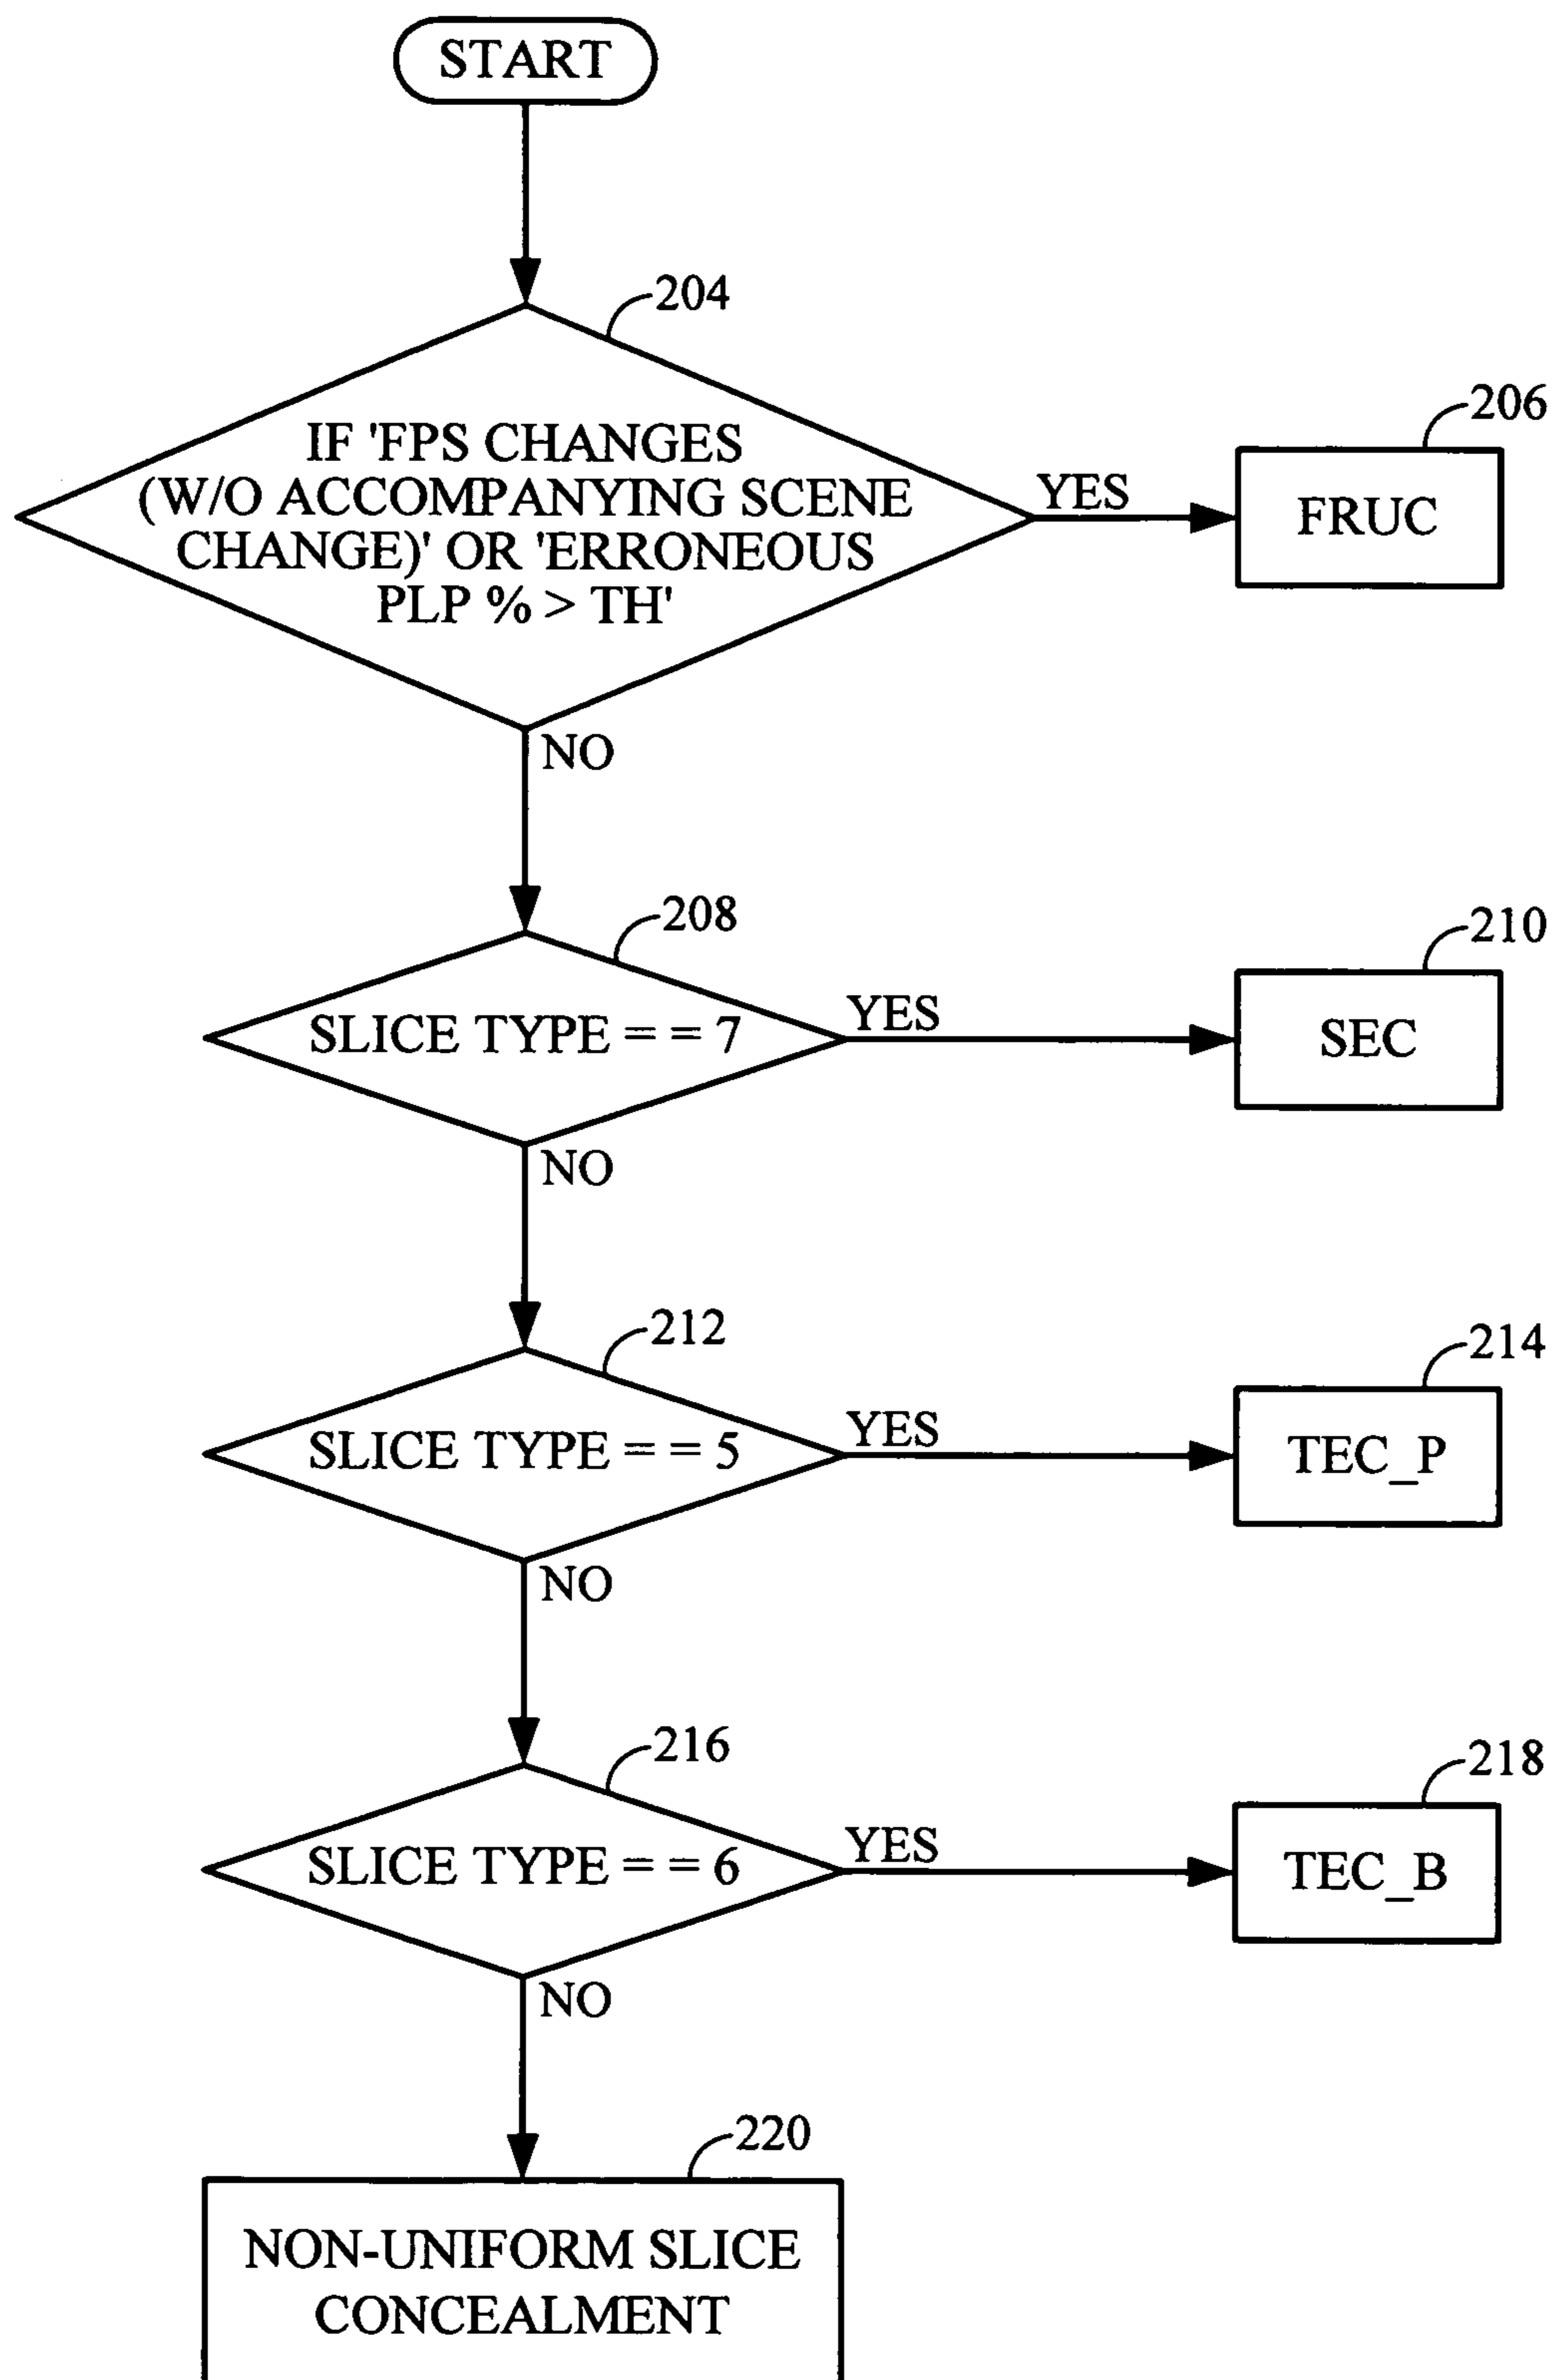 START
204
IF 'FPS CHANGES
(W/O ACCOMPANYING SCENE
CHANGE)' OR 'ERRONEOUS
PLP % > TH'
YES
206
FRUC
NO
208
SLICE TYPE = = 7
YES
210
SEC
NO
212
SLICE TYPE = = 5
YES
214
TEC_P
NO
216
SLICE TYPE = = 6
YES
218
TEC_B
NO
220
NON-UNIFORM SLICE
CONCEALMENT